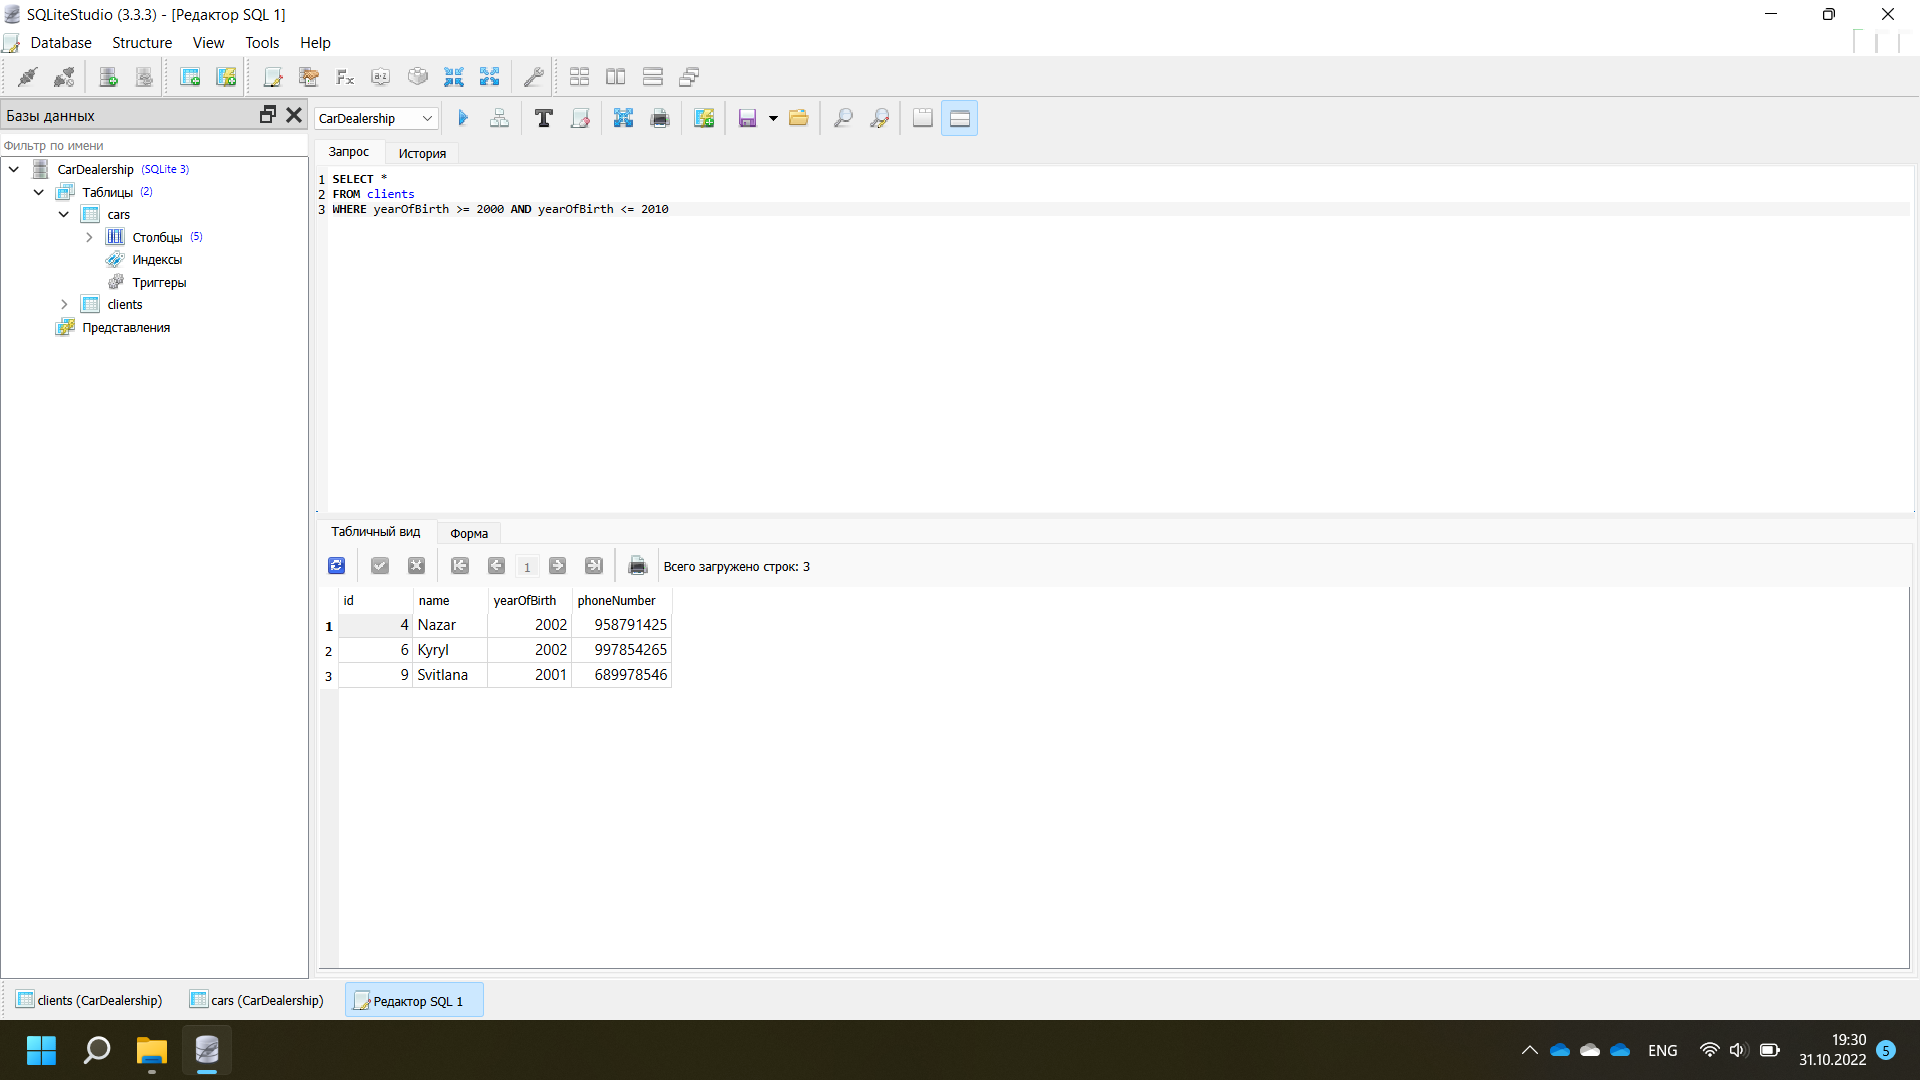 SQLiteStudio (3.3.3) - [Редактор SQL 1]
Database Structure View Tools Help
Базы данных
CarDealership
Фильтр по имени
Запрос История
CarDealership (SQLite 3)
Таблицы (2)
cars
Столбцы (5)
Индексы
Триггеры
clients
Представления
1 SELECT *
2 FROM clients
3 WHERE yearOfBirth >= 2000 AND yearOfBirth <= 2010
Табличный вид Форма
1 Всего загружено строк: 3
id name yearOfBirth phoneNumber
1 4 Nazar 2002 958791425
2 6 Kyryl 2002 997854265
3 9 Svitlana 2001 689978546
clients (CarDealership) cars (CarDealership) Редактор SQL 1
ENG
19:30
31.10.2022
5